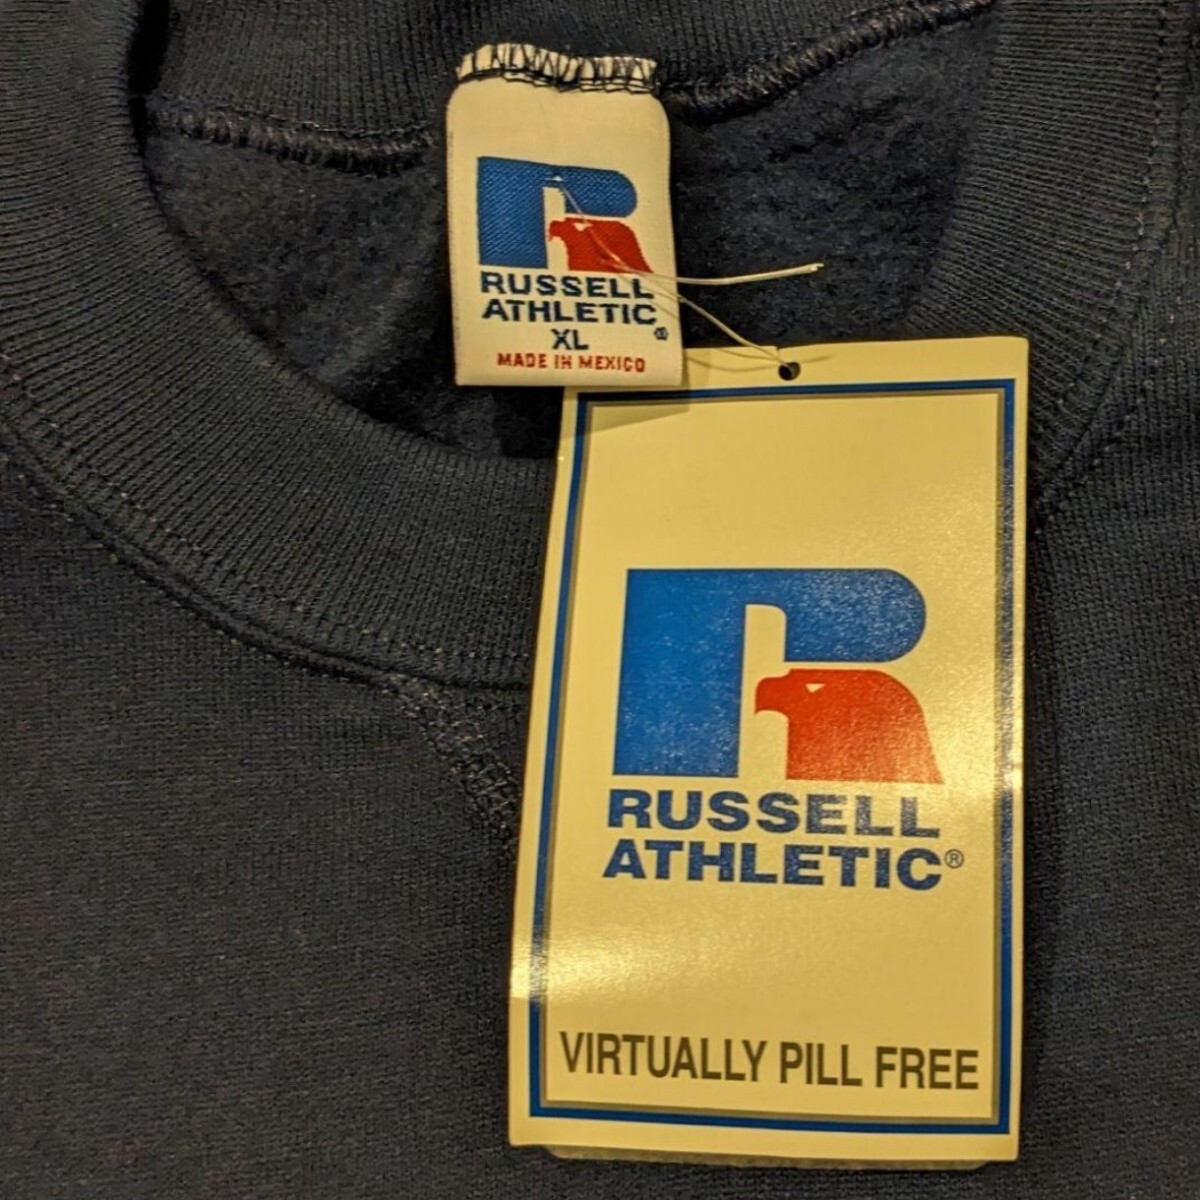 RUSSELL
ATHLETIC®
XL
MADE IN MEXICO
RUSSELL
ATHLETIC®
VIRTUALLY PILL FREE